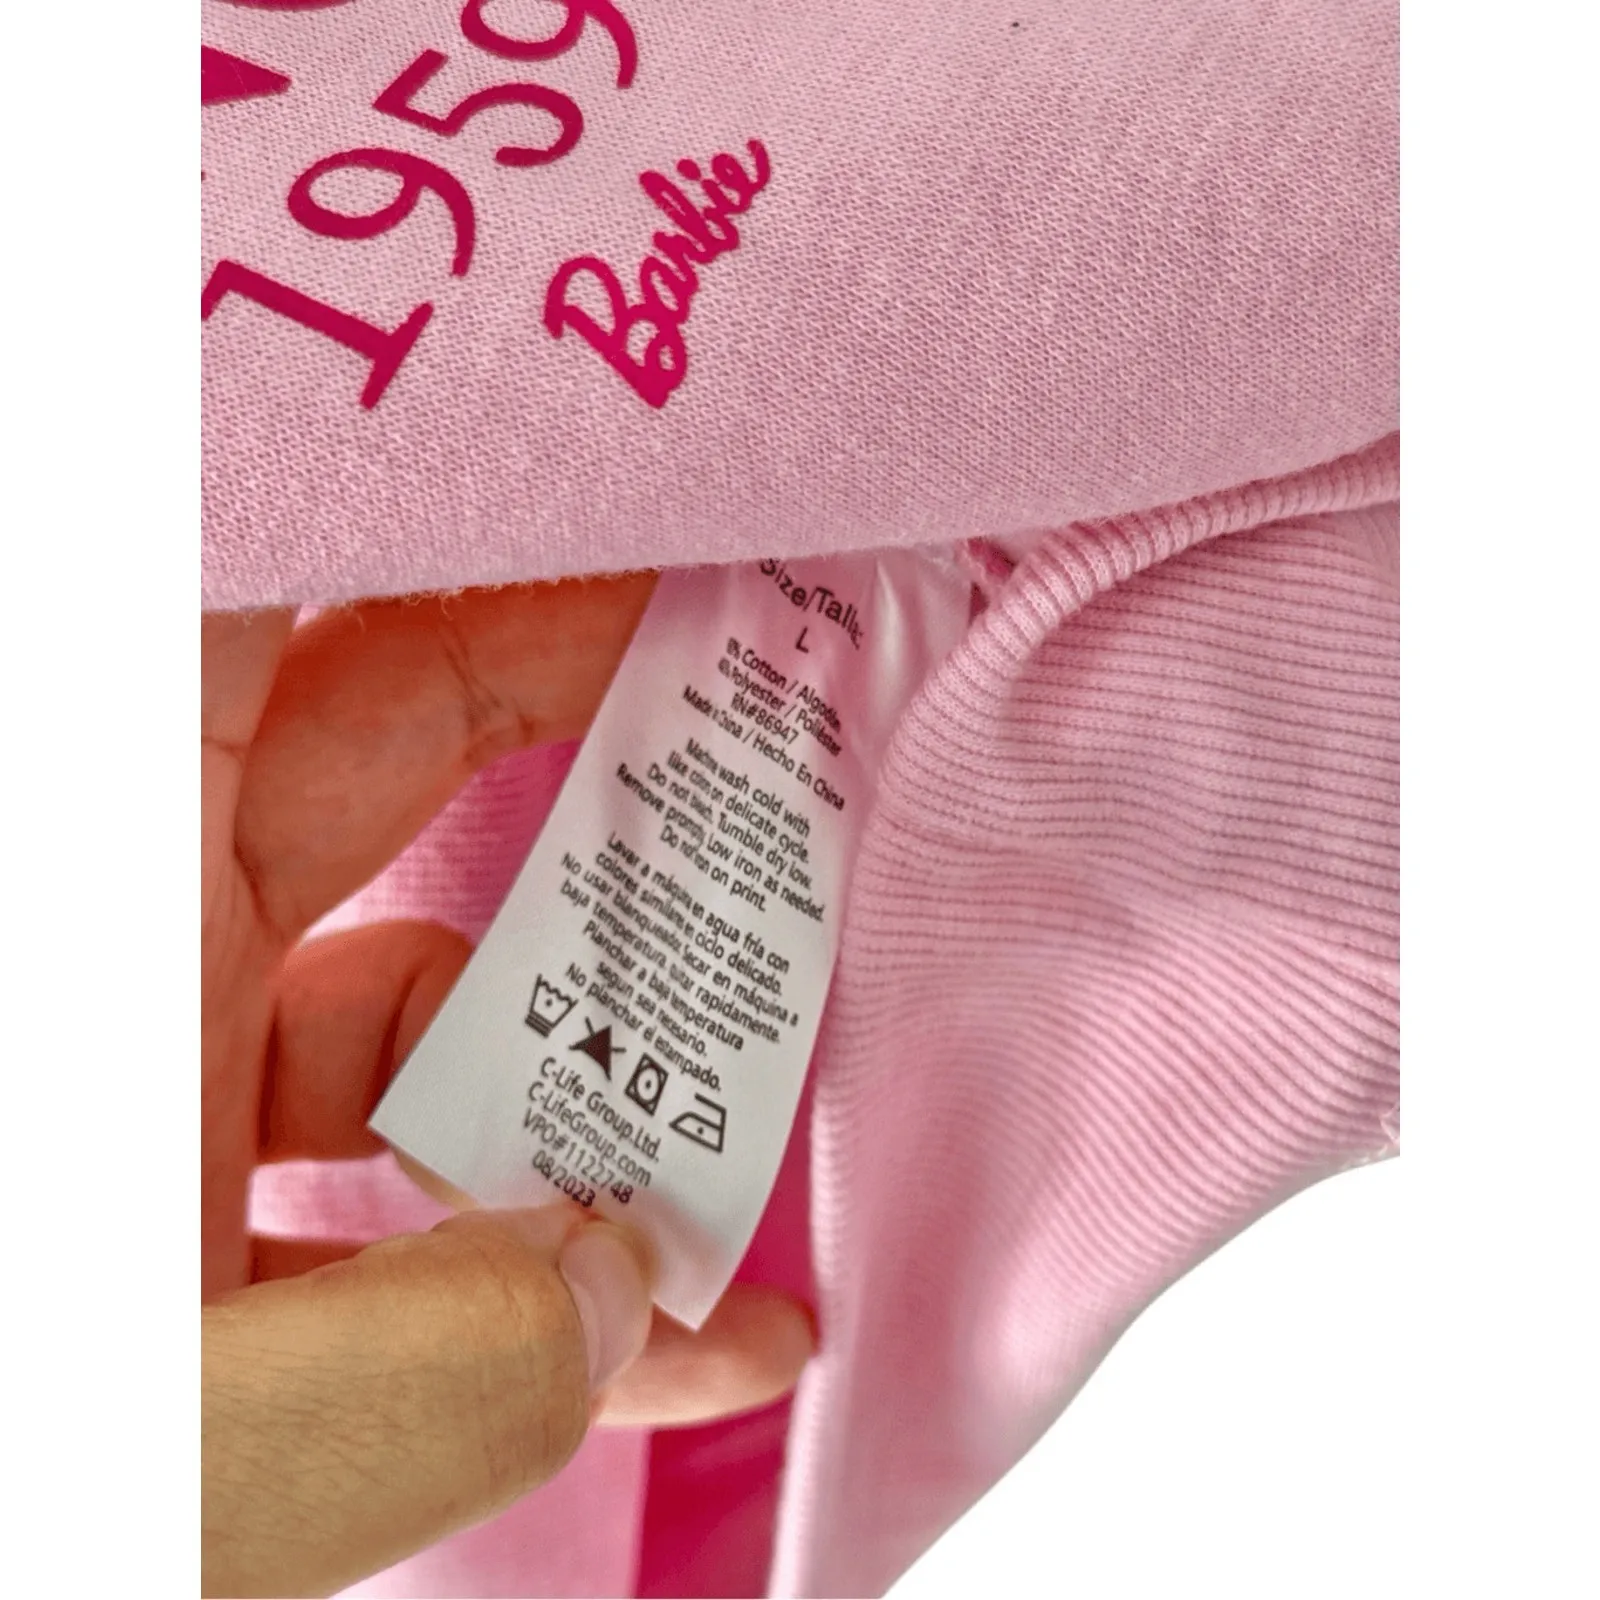 1959
Barbie
Size/Talla:
L
% Cotton / Algodón
% Polyester / Poliéster
RN#86947
Made in China / Hecho En China
Machine wash cold with
like colors on delicate cycle.
Do not bleach. Tumble dry low.
Remove promptly. Low iron as needed.
Do not iron on print.
Lavar a máquina en agua fría con
colores similares en ciclo delicado.
No usar blanqueador. Secar en máquina a
baja temperatura, quitar rapidamente.
Planchar a baja temperatura
segun sea necesario.
No planchar el estampado.
C-Life Group, Ltd.
C-LifeGroup.com
VPO#1122748
08/2023